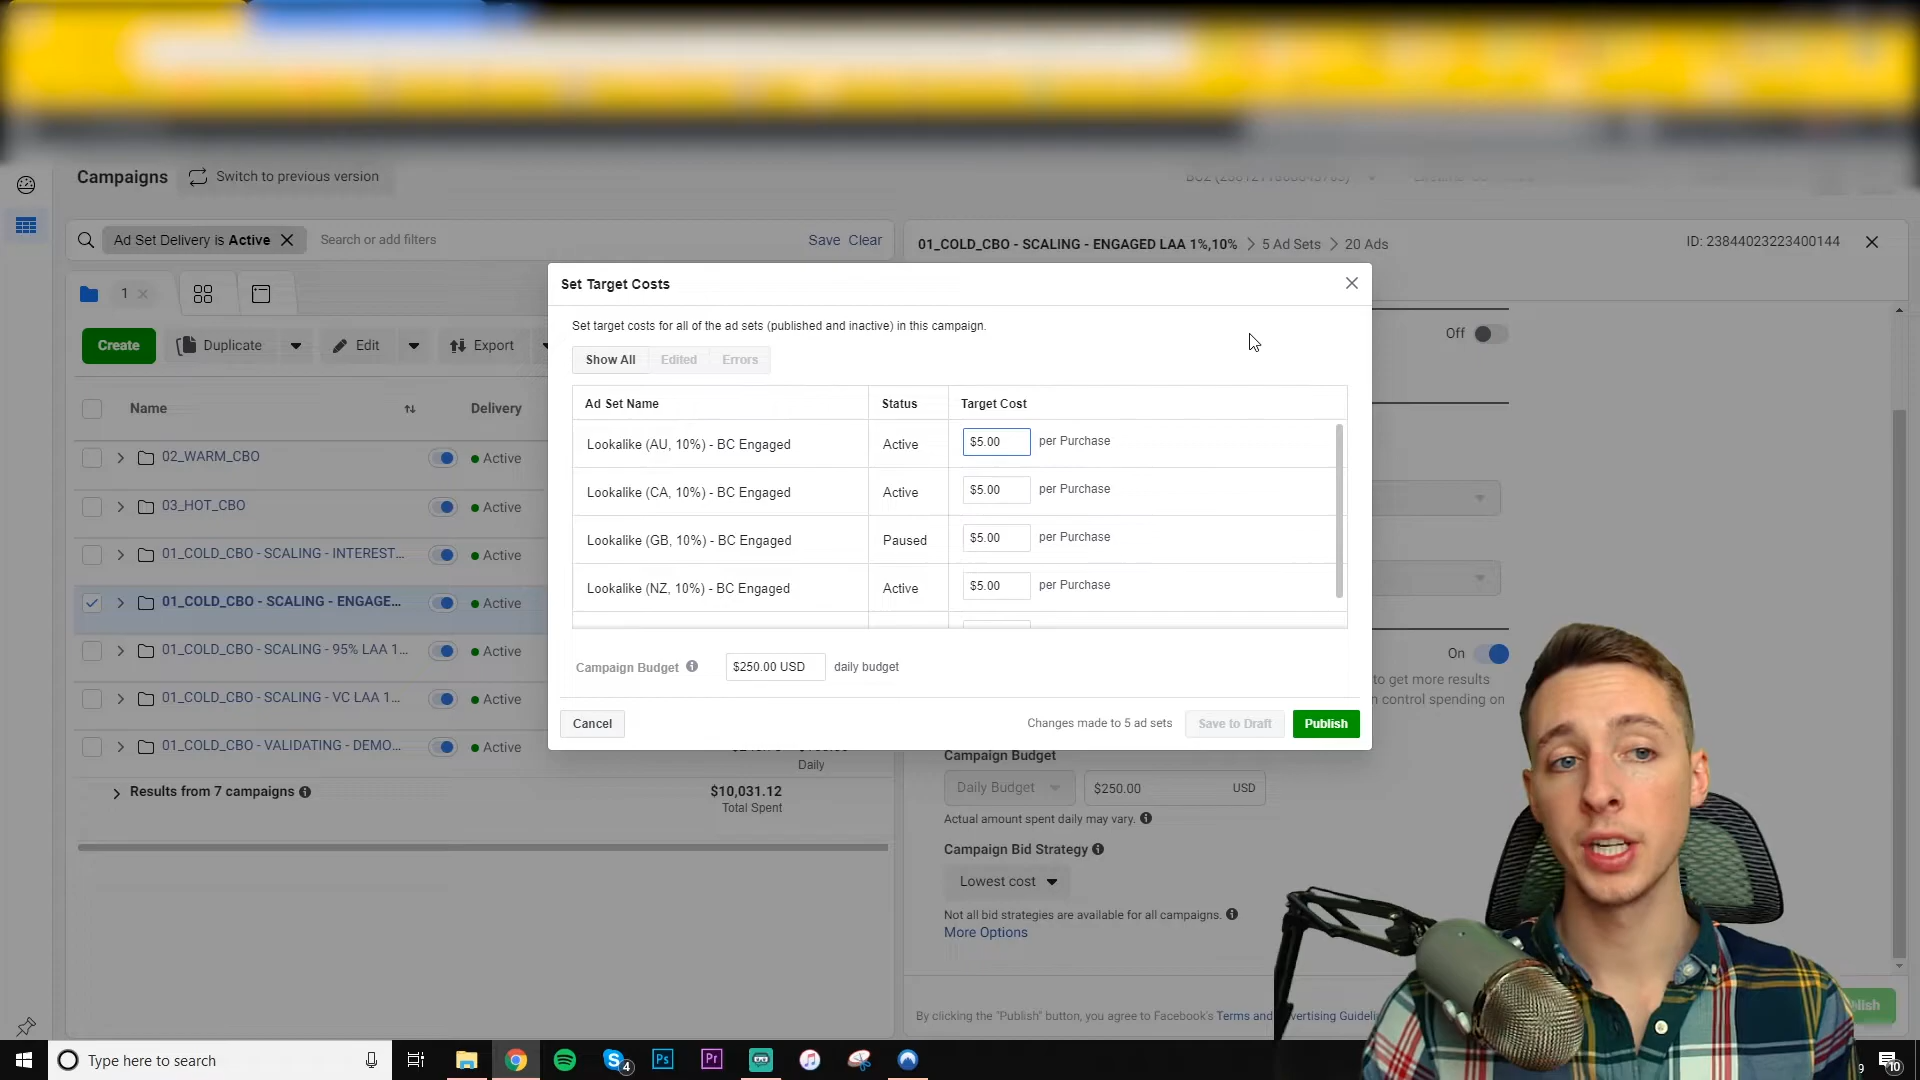 Campaigns
Switch to previous version
Ad Set Delivery is Active
Search or add filters
Save Clear
01_COLD_CBO - SCALING - ENGAGED LAA 1%,10% > 5 Ad Sets > 20 Ads
ID: 23844023223400144
1
Create
Duplicate
Edit
Export
Off
Name
Delivery
02_WARM_CBO
Active
03_HOT_CBO
Active
01_COLD_CBO - SCALING - INTEREST...
Active
01_COLD_CBO - SCALING - ENGAGE...
Active
01_COLD_CBO - SCALING - 95% LAA 1...
Active
01_COLD_CBO - SCALING - VC LAA 1...
Active
01_COLD_CBO - VALIDATING - DEMO...
Active
Daily
Results from 7 campaigns
$10,031.12
Total Spent
Set Target Costs
Set target costs for all of the ad sets (published and inactive) in this campaign.
Show All
Edited
Errors
Ad Set Name
Status
Target Cost
Lookalike (AU, 10%) - BC Engaged
Active
$5.00
per Purchase
Lookalike (CA, 10%) - BC Engaged
Active
$5.00
per Purchase
Lookalike (GB, 10%) - BC Engaged
Paused
$5.00
per Purchase
Lookalike (NZ, 10%) - BC Engaged
Active
$5.00
per Purchase
Campaign Budget
$250.00 USD
daily budget
Cancel
Changes made to 5 ad sets
Save to Draft
Publish
On
to get more results
n control spending on
Campaign Budget
Daily Budget
$250.00
USD
Actual amount spent daily may vary.
Campaign Bid Strategy
Lowest cost
Not all bid strategies are available for all campaigns.
More Options
By clicking the "Publish" button, you agree to Facebook's Terms and
Type here to search
4
Ps
Pr
9
10